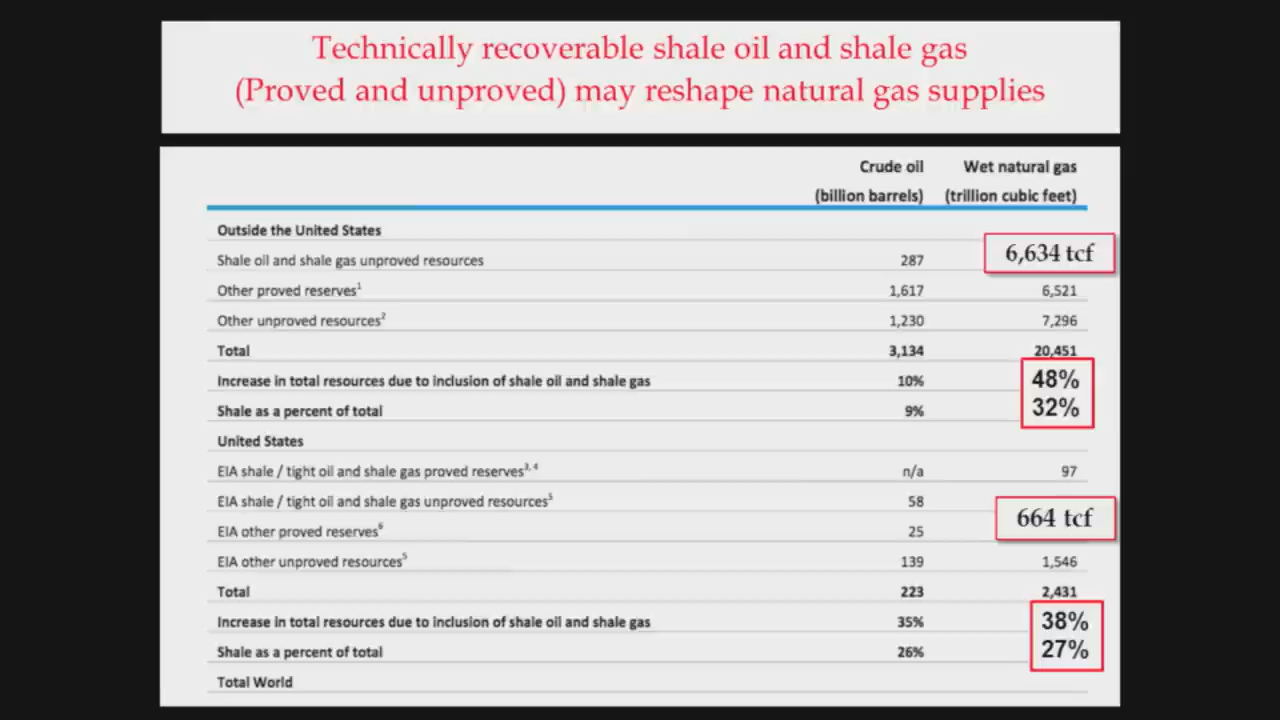 Technically recoverable shale oil and shale gas
(Proved and unproved) may reshape natural gas supplies
Crude oil Wet natural gas
(billion barrels) (trillion cubic feet)
Outside the United States
Shale oil and shale gas unproved resources 287 6,634 tcf
Other proved reserves¹ 1,617 6,521
Other unproved resources² 1,230 7,296
Total 3,134 20,451
Increase in total resources due to inclusion of shale oil and shale gas 10% 48%
Shale as a percent of total 9% 32%
United States
EIA shale / tight oil and shale gas proved reserves³˒ ⁴ n/a 97
EIA shale / tight oil and shale gas unproved resources⁵ 58
664 tcf
EIA other proved reserves⁶ 25
EIA other unproved resources⁵ 139 1,546
Total 223 2,431
Increase in total resources due to inclusion of shale oil and shale gas 35% 38%
Shale as a percent of total 26% 27%
Total World